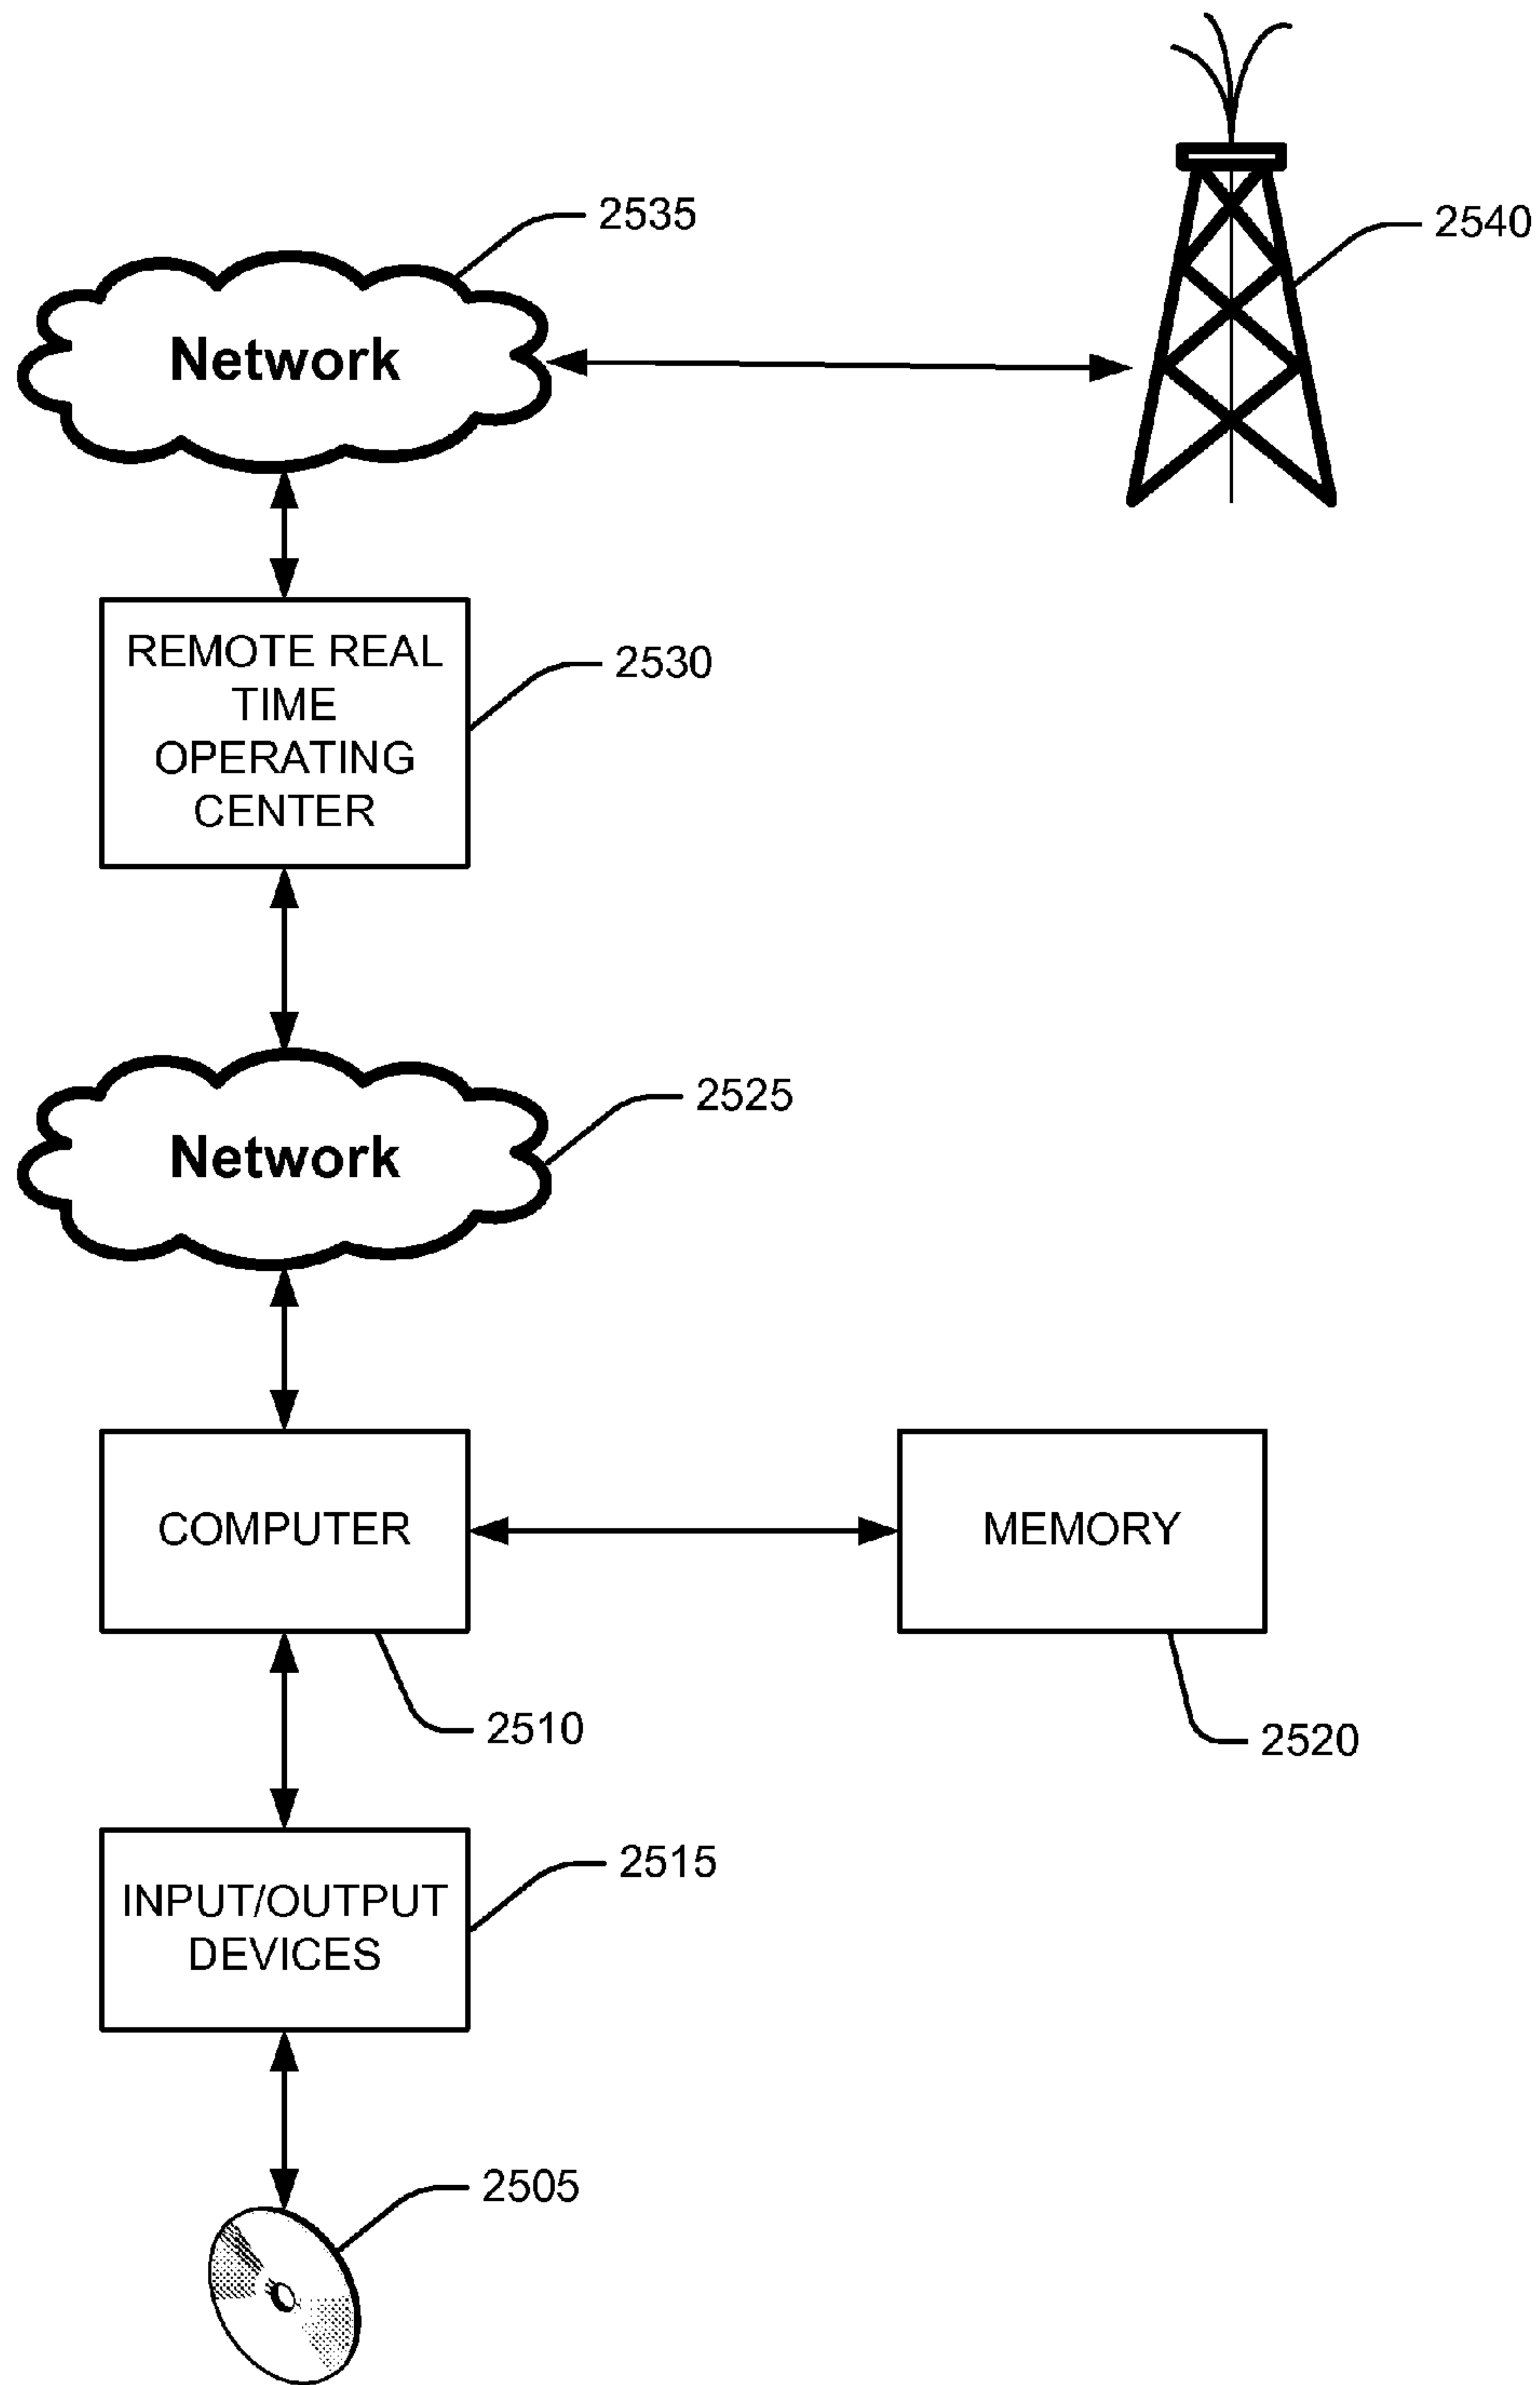 2535
2540
Network
REMOTE REAL
TIME
OPERATING
CENTER
2530
2525
Network
COMPUTER
MEMORY
2510
2520
2515
INPUT/OUTPUT
DEVICES
2505